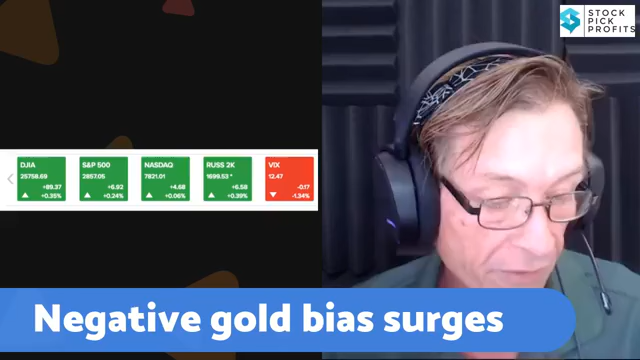 STOCK
PICK
PROFITS
DJIA
25758.69
+89.37
+0.35%
S&P 500
2857.05
+6.92
+0.24%
NASDAQ
7821.01
+4.68
+0.06%
RUSS 2K
1699.53 *
+6.58
+0.39%
VIX
12.47
-0.17
-1.34%
Negative gold bias surges